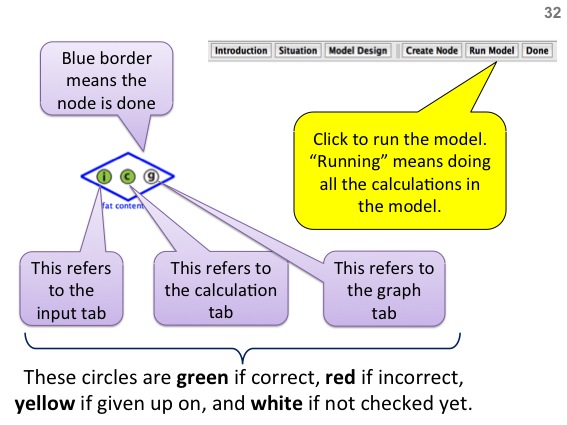 32
Introduction Situation Model Design Create Node Run Model Done
Blue border
means the
node is done
Click to run the model.
“Running” means doing
all the calculations in
the model.
i c g
fat content
This refers
to the
input tab
This refers to
the calculation
tab
This refers to
the graph
tab
These circles are green if correct, red if incorrect,
yellow if given up on, and white if not checked yet.